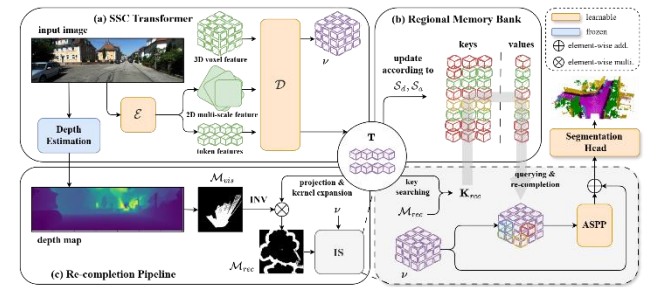 (a) SSC Transformer
input image
3D voxel feature
𝒱
ℰ
2D multi-scale feature
𝒟
token features
Depth
Estimation
T
(b) Regional Memory Bank
keys
values
update
according to
𝒮d, 𝒮a
learnable
frozen
element-wise add.
element-wise multi.
Segmentation
Head
ℳvis
INV
projection &
kernel expansion
depth map
ℳrec
𝒱
IS
(c) Re-completion Pipeline
key
searching
ℳrec
Krec
querying &
re-completion
𝒱
ASPP